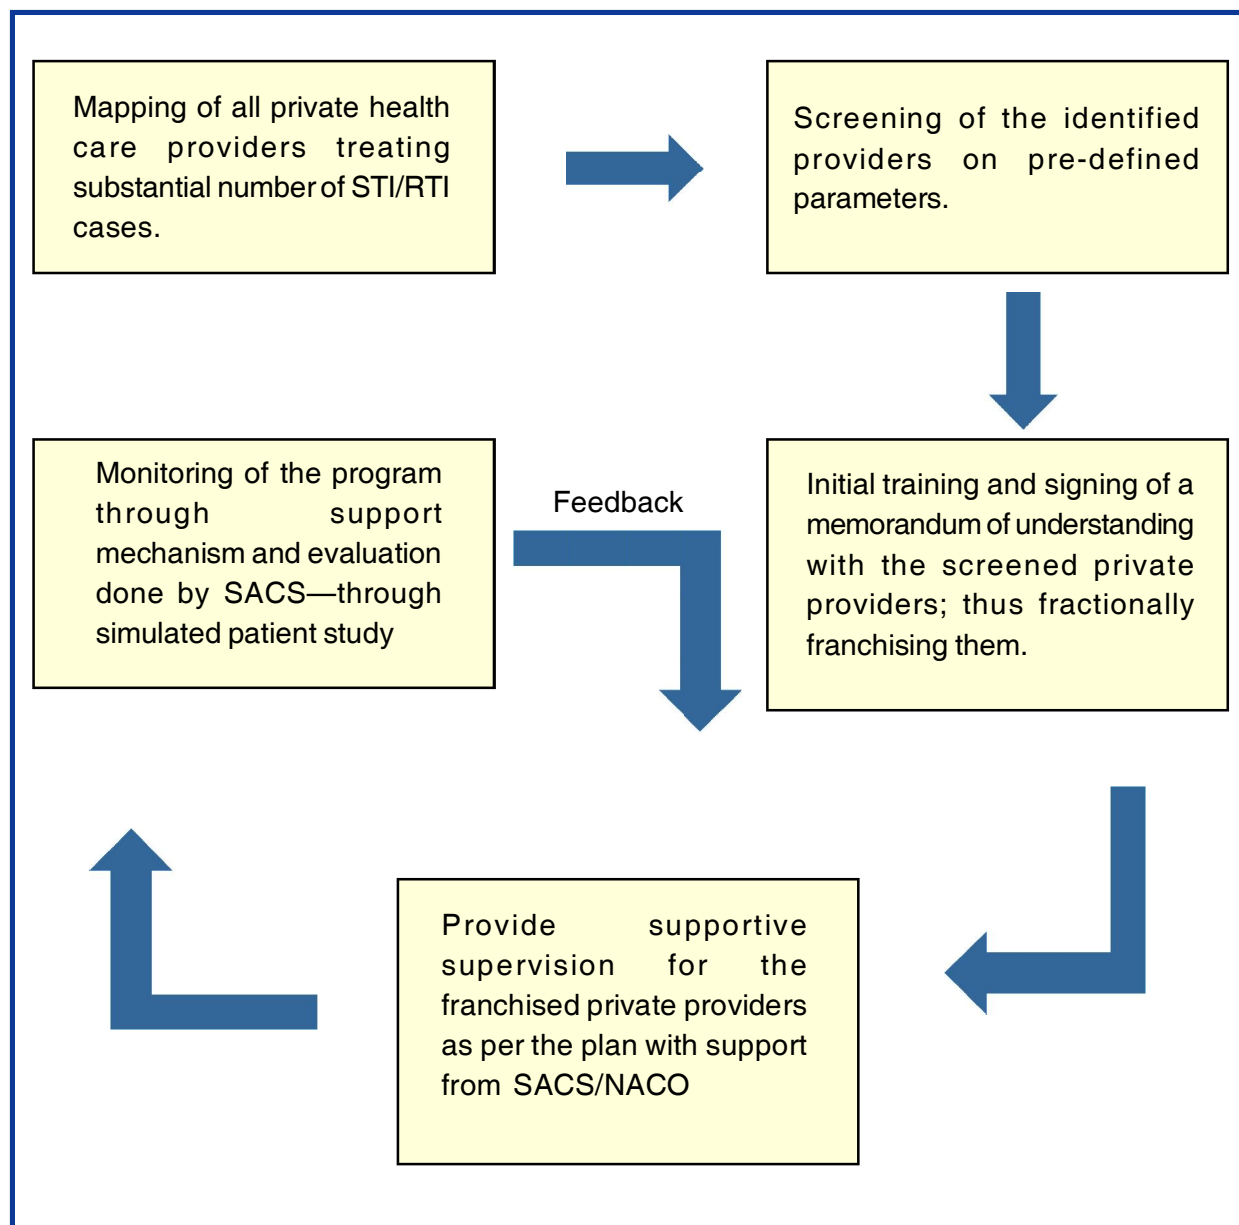 Mapping of all private health
care providers treating
substantial number of STI/RTI
cases.
Screening of the identified
providers on pre-defined
parameters.
Monitoring of the program
through support
mechanism and evaluation
done by SACS—through
simulated patient study
Feedback
Initial training and signing of a
memorandum of understanding
with the screened private
providers; thus fractionally
franchising them.
Provide supportive
supervision for the
franchised private providers
as per the plan with support
from SACS/NACO